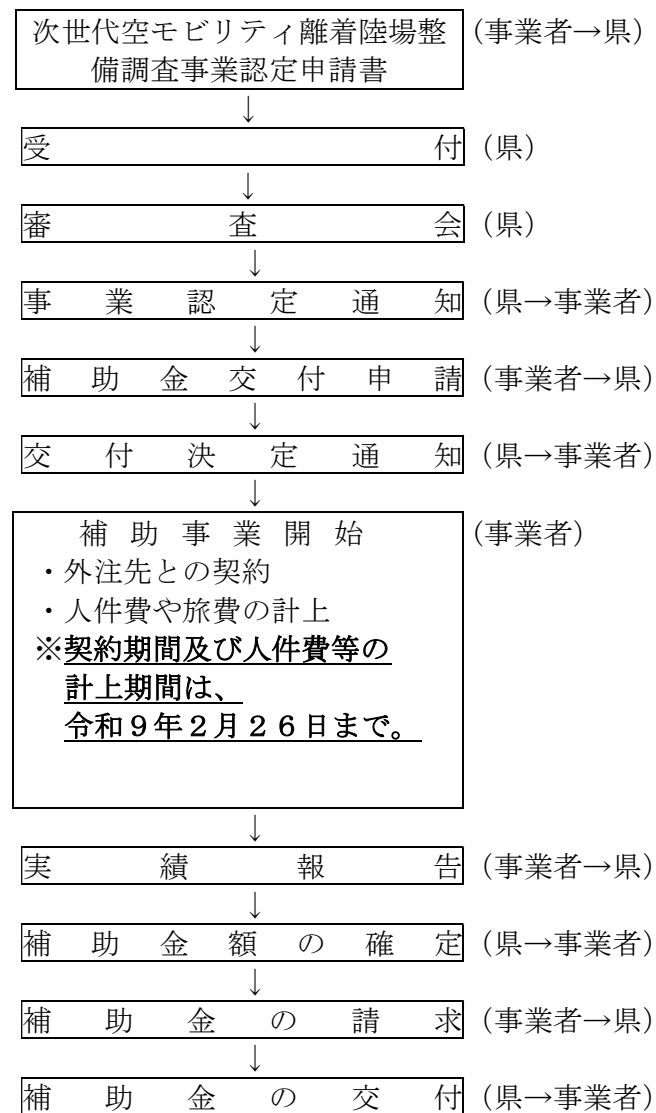 次世代空モビリティ離着陸場整 (事業者→県)
備調査事業認定申請書
↓
受付 (県)
↓
審査会 (県)
↓
事業認定通知 (県→事業者)
↓
補助金交付申請 (事業者→県)
↓
交付決定通知 (県→事業者)
↓
補助事業開始 (事業者)
・外注先との契約
・人件費や旅費の計上
※契約期間及び人件費等の
計上期間は、
令和9年2月26日まで。
↓
実績報告 (事業者→県)
↓
補助金額の確定 (県→事業者)
↓
補助金の請求 (事業者→県)
↓
補助金の交付 (県→事業者)